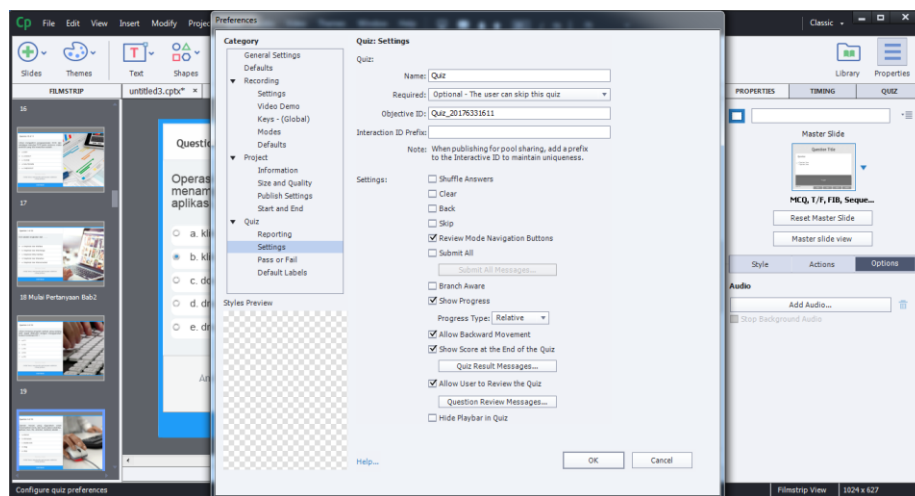 Cp File Edit View Insert Modify Projec
Preferences
Classic
Slides Themes Text Shapes
Library Properties
FILMSTRIP
untitled3.cptx* ×
PROPERTIES TIMING QUIZ
16
17
18 Mulai Pertanyaan Bab2
19
Questio
Operas
menam
aplikas
a. kli
b. kli
c. do
d. dr
e. dr
An
Category
General Settings
Defaults
Recording
Settings
Video Demo
Keys - (Global)
Modes
Defaults
Project
Information
Size and Quality
Publish Settings
Start and End
Quiz
Reporting
Settings
Pass or Fail
Default Labels
Styles Preview
Quiz: Settings
Quiz:
Name: Quiz
Required: Optional - The user can skip this quiz
Objective ID: Quiz_20176331611
Interaction ID Prefix:
Note: When publishing for pool sharing, add a prefix
to the Interactive ID to maintain uniqueness.
Settings: Shuffle Answers
Clear
Back
Skip
Review Mode Navigation Buttons
Submit All
Submit All Messages...
Branch Aware
Show Progress
Progress Type: Relative
Allow Backward Movement
Show Score at the End of the Quiz
Quiz Result Messages...
Allow User to Review the Quiz
Question Review Messages...
Hide Playbar in Quiz
Help...
OK Cancel
Master Slide
MCQ, T/F, FIB, Seque...
Reset Master Slide
Master slide view
Style Actions Options
Audio
Add Audio...
Stop Background Audio
Configure quiz preferences
Filmstrip View 1024 x 627